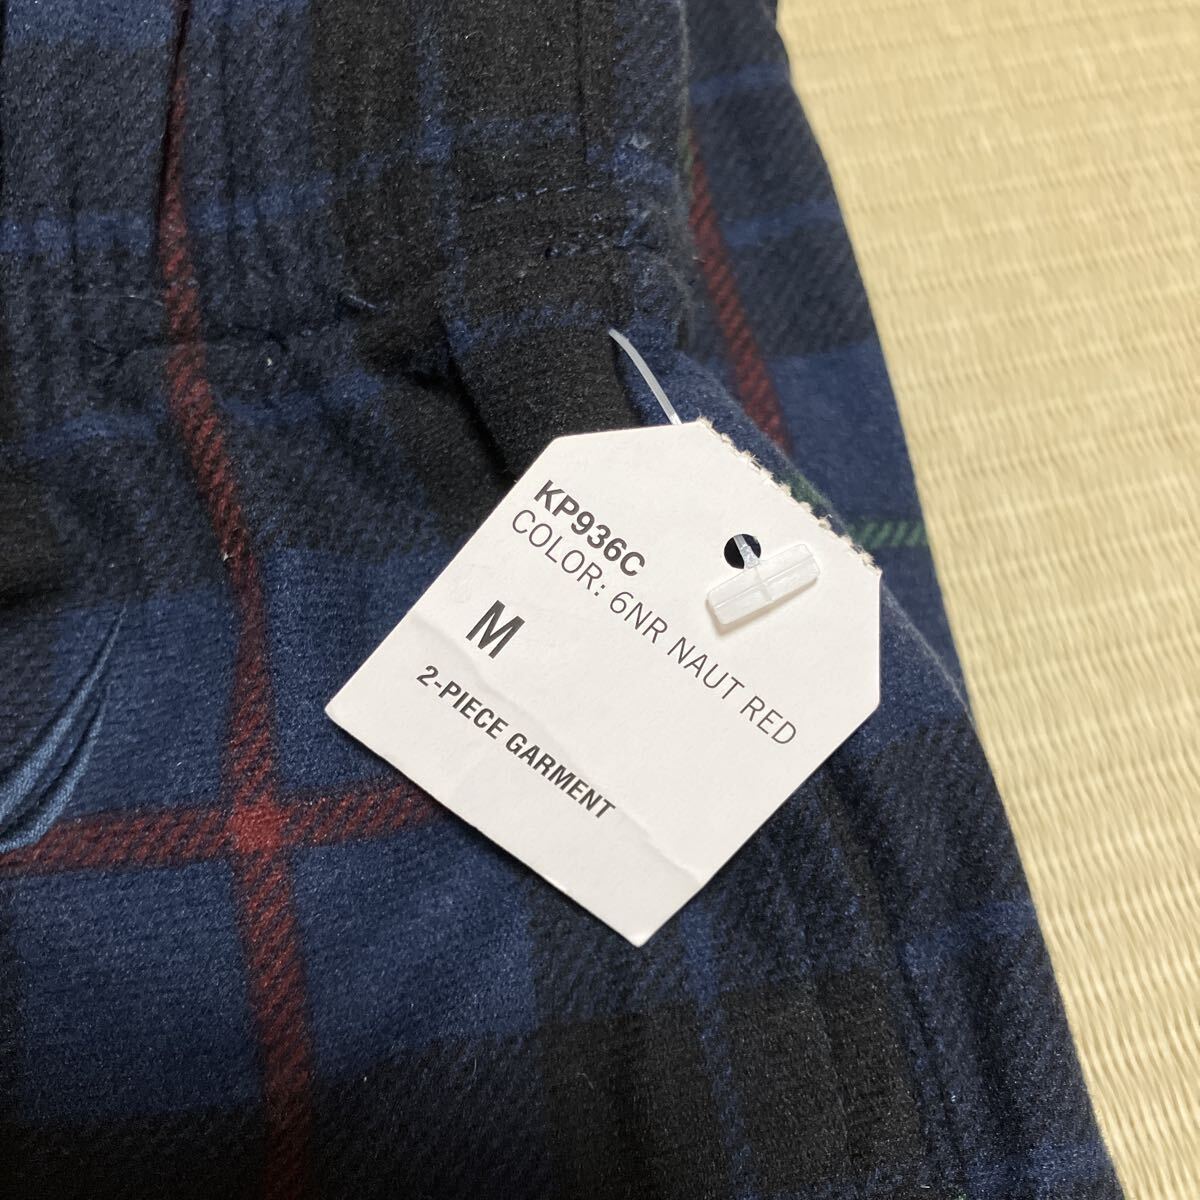 KP936C
COLOR: 6NR NAUT RED
M
2-PIECE GARMENT